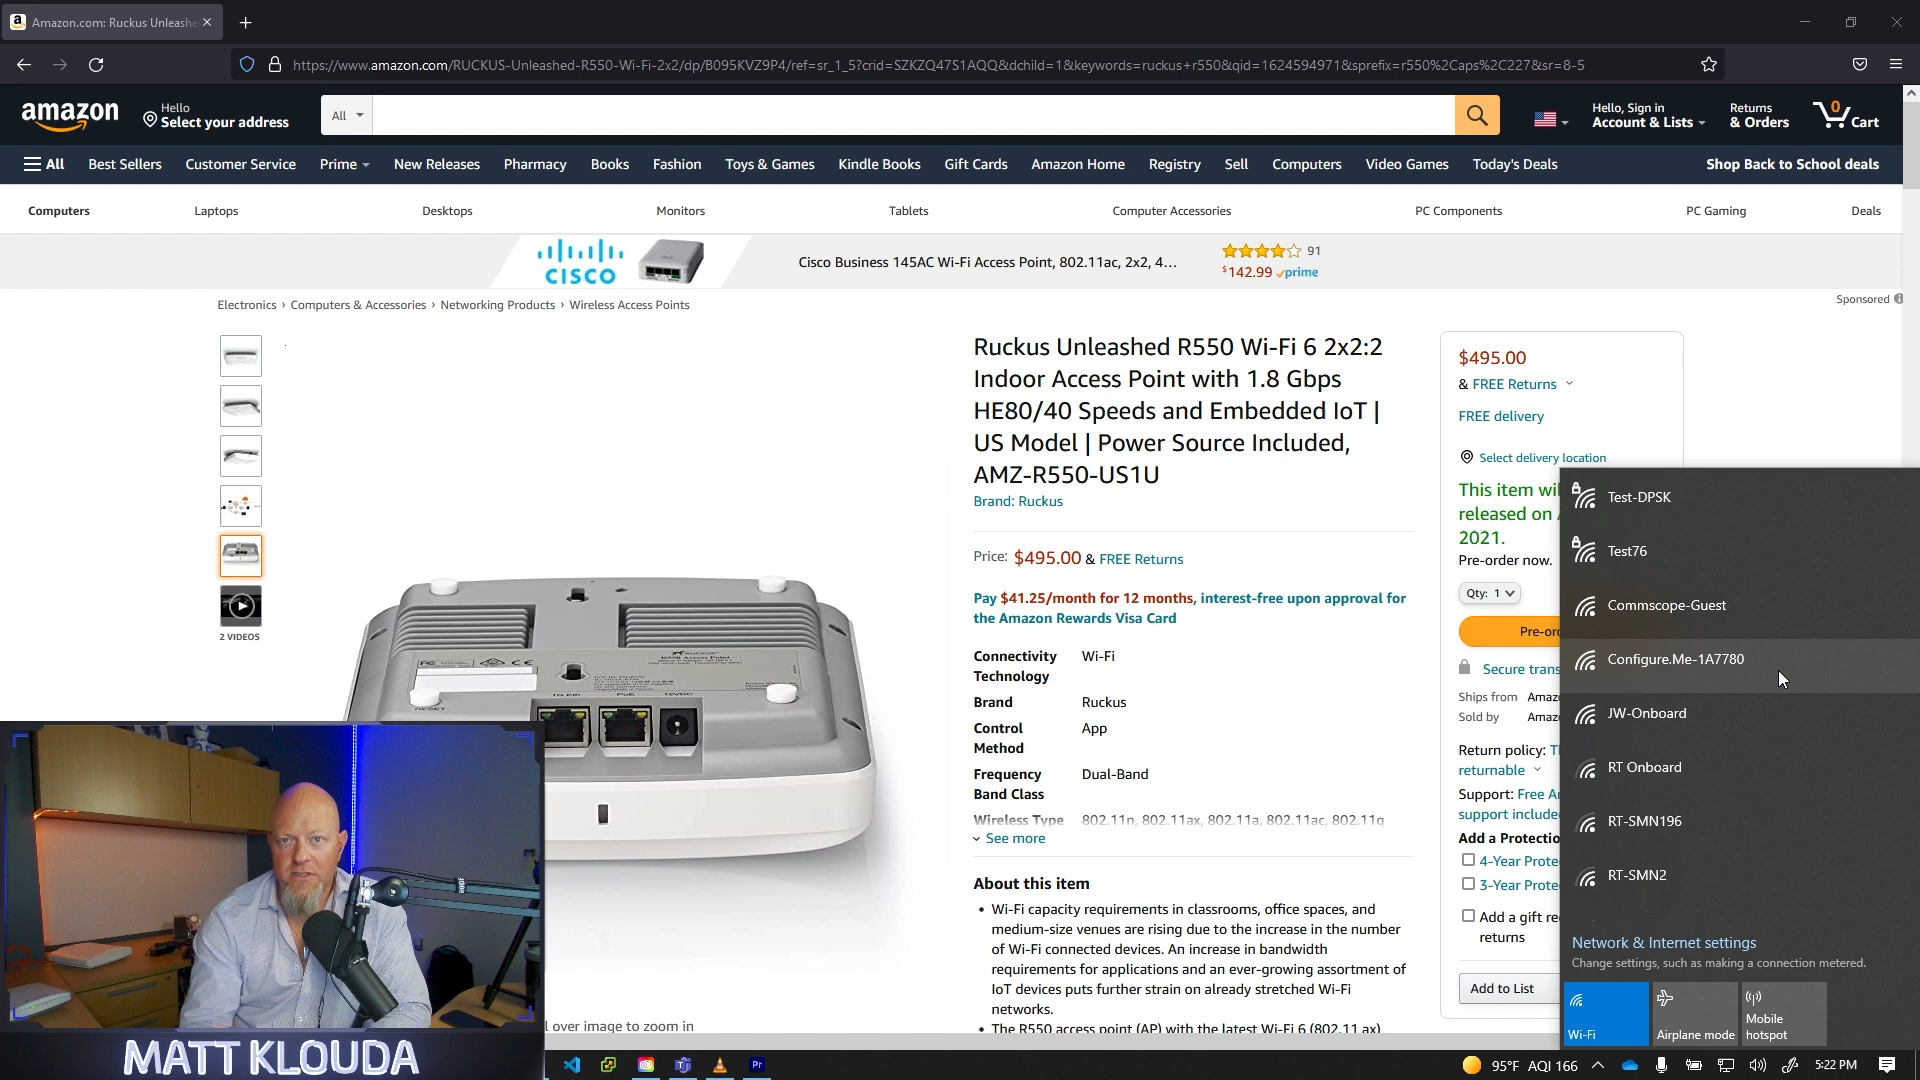 Amazon.com: Ruckus Unleashe
https://www.amazon.com/RUCKUS-Unleashed-R550-Wi-Fi-2x2/dp/B095KVZ9P4/ref=sr_1_5?crid=SZKZQ47S1AQQ&dchild=1&keywords=ruckus+r550&qid=1624594971&sprefix=r550%2Caps%2C227&sr=8-5
amazon
Hello
Select your address
All
Hello, Sign in
Account & Lists
Returns
& Orders
0
Cart
All
Best Sellers
Customer Service
Prime
New Releases
Pharmacy
Books
Fashion
Toys & Games
Kindle Books
Gift Cards
Amazon Home
Registry
Sell
Computers
Video Games
Today's Deals
Shop Back to School deals
Computers
Laptops
Desktops
Monitors
Tablets
Computer Accessories
PC Components
PC Gaming
Deals
CISCO
Cisco Business 145AC Wi-Fi Access Point, 802.11ac, 2x2, 4...
91
$142.99 prime
Electronics › Computers & Accessories › Networking Products › Wireless Access Points
Sponsored
2 VIDEOS
RUCKUS
R550 Access Point
FC
CE
RESET
1G Eth
PoE
12VDC
l over image to zoom in
Ruckus Unleashed R550 Wi-Fi 6 2x2:2
Indoor Access Point with 1.8 Gbps
HE80/40 Speeds and Embedded IoT |
US Model | Power Source Included,
AMZ-R550-US1U
Brand: Ruckus
Price: $495.00 & FREE Returns
Pay $41.25/month for 12 months, interest-free upon approval for
the Amazon Rewards Visa Card
Connectivity Technology Wi-Fi
Brand Ruckus
Control Method App
Frequency Band Class Dual-Band
Wireless Type 802.11n, 802.11ax, 802.11a, 802.11ac, 802.11g
See more
About this item
• Wi-Fi capacity requirements in classrooms, office spaces, and
medium-size venues are rising due to the increase in the number
of Wi-Fi connected devices. An increase in bandwidth
requirements for applications and an ever-growing assortment of
IoT devices puts further strain on already stretched Wi-Fi
networks.
• The R550 access point (AP) with the latest Wi-Fi 6 (802.11 ax)
$495.00
& FREE Returns
FREE delivery
Select delivery location
This item wi
released on
2021.
Pre-order now.
Qty: 1
Pre-or
Secure trans
Ships from Amaz
Sold by Amaz
Return policy: T
returnable
Support: Free A
support include
Add a Protectio
4-Year Prote
3-Year Prote
Add a gift re
returns
Add to List
Test-DPSK
Test76
Commscope-Guest
Configure.Me-1A7780
JW-Onboard
RT Onboard
RT-SMN196
RT-SMN2
Network & Internet settings
Change settings, such as making a connection metered.
Wi-Fi
Airplane mode
Mobile
hotspot
MATT KLOUDA
Pr
95°F AQI 166
5:22 PM